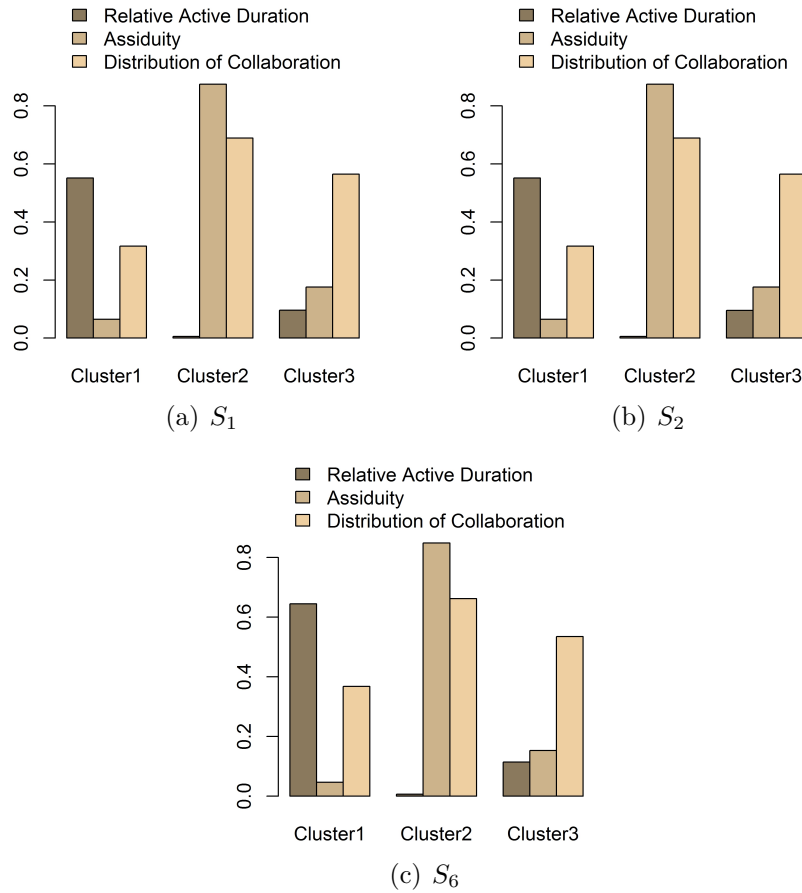 Relative Active Duration
Assiduity
Distribution of Collaboration
0.8
0.6
0.4
0.2
0.0
Cluster1 Cluster2 Cluster3
(a) S1
Relative Active Duration
Assiduity
Distribution of Collaboration
0.8
0.6
0.4
0.2
0.0
Cluster1 Cluster2 Cluster3
(b) S2
Relative Active Duration
Assiduity
Distribution of Collaboration
0.8
0.6
0.4
0.2
0.0
Cluster1 Cluster2 Cluster3
(c) S6